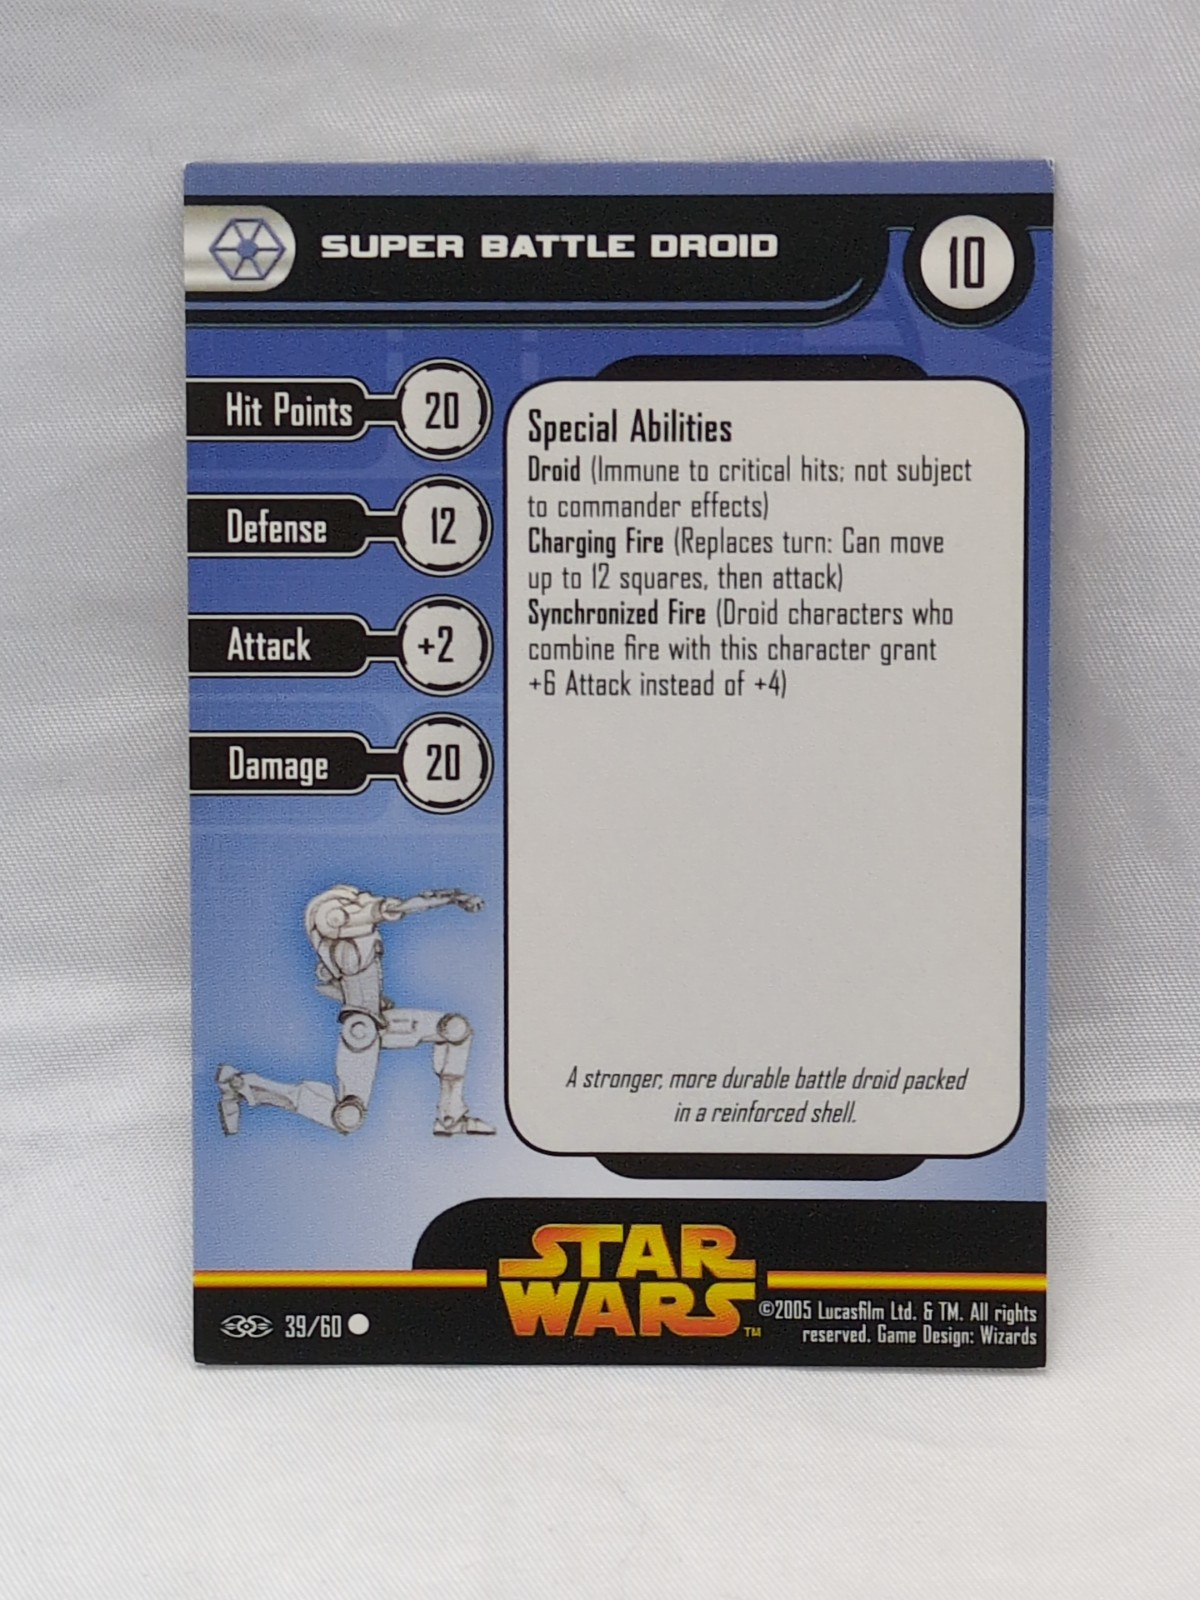 SUPER BATTLE DROID
10
Hit Points 20
Defense 12
Attack +2
Damage 20
Special Abilities
Droid (Immune to critical hits; not subject
to commander effects)
Charging Fire (Replaces turn: Can move
up to 12 squares, then attack)
Synchronized Fire (Droid characters who
combine fire with this character grant
+6 Attack instead of +4)
A stronger, more durable battle droid packed
in a reinforced shell.
STAR
WARS™
39/60
©2005 Lucasfilm Ltd. & TM. All rights
reserved. Game Design: Wizards